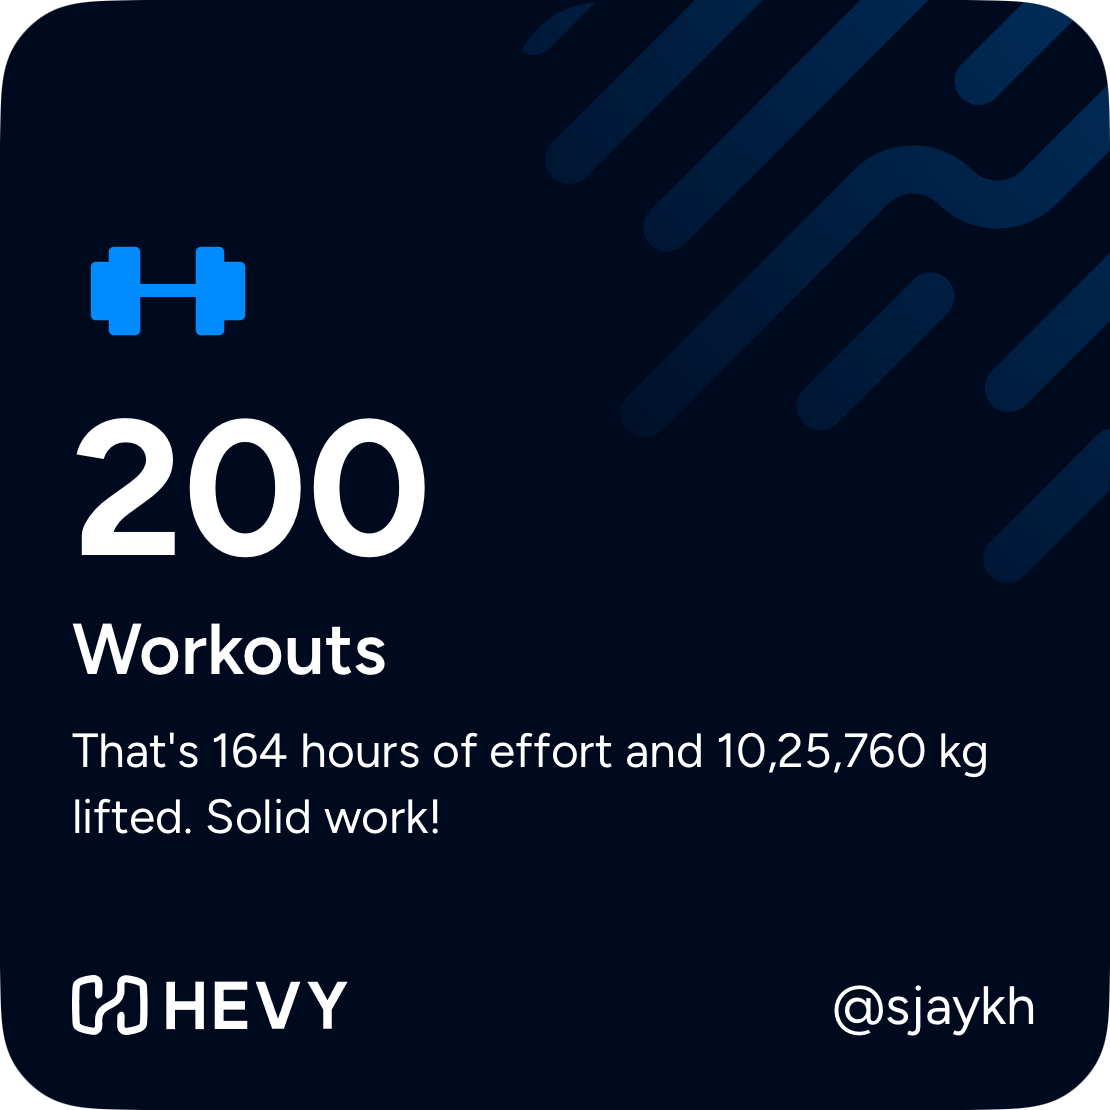 200
Workouts
That's 164 hours of effort and 10,25,760 kg
lifted. Solid work!
HEVY
@sjaykh